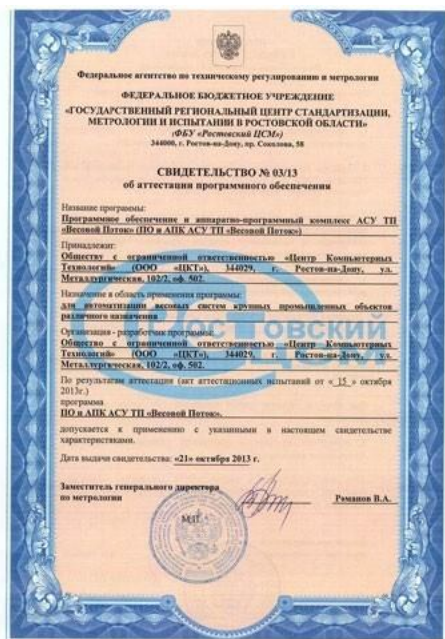 Федеральное агентство по техническому регулированию и метрологии
ФЕДЕРАЛЬНОЕ БЮДЖЕТНОЕ УЧРЕЖДЕНИЕ
«ГОСУДАРСТВЕННЫЙ РЕГИОНАЛЬНЫЙ ЦЕНТР СТАНДАРТИЗАЦИИ,
МЕТРОЛОГИИ И ИСПЫТАНИЙ В РОСТОВСКОЙ ОБЛАСТИ»
(ФБУ «Ростовский ЦСМ»)
344000, г. Ростов-на-Дону, пр. Соколова, 58
СВИДЕТЕЛЬСТВО № 03/13
об аттестации программного обеспечения
Название программы:
Программное обеспечение и аппаратно-программный комплекс АСУ ТП
«Весовой Поток» (ПО и АПК АСУ ТП «Весовой Поток»)
Принадлежит:
Обществу с ограниченной ответственностью «Центр Компьютерных
Технологий» (ООО «ЦКТ»), 344029, г. Ростов-на-Дону, ул.
Металлургическая, 102/2, оф. 502.
Назначение и область применения программы:
для автоматизации весовых систем крупных промышленных объектов
различного назначения
Организация - разработчик программы:
Общество с ограниченной ответственностью «Центр Компьютерных
Технологий» (ООО «ЦКТ»), 344029, г. Ростов-на-Дону, ул.
Металлургическая, 102/2, оф. 502.
По результатам аттестации (акт аттестационных испытаний от « 15 » октября
2013г.)
программа
ПО и АПК АСУ ТП «Весовой Поток».
допускается к применению с указанными в настоящем свидетельстве
характеристиками.
Дата выдачи свидетельства: «21» октября 2013 г.
Заместитель генерального директора
по метрологии
Романов В.А.
М.П.